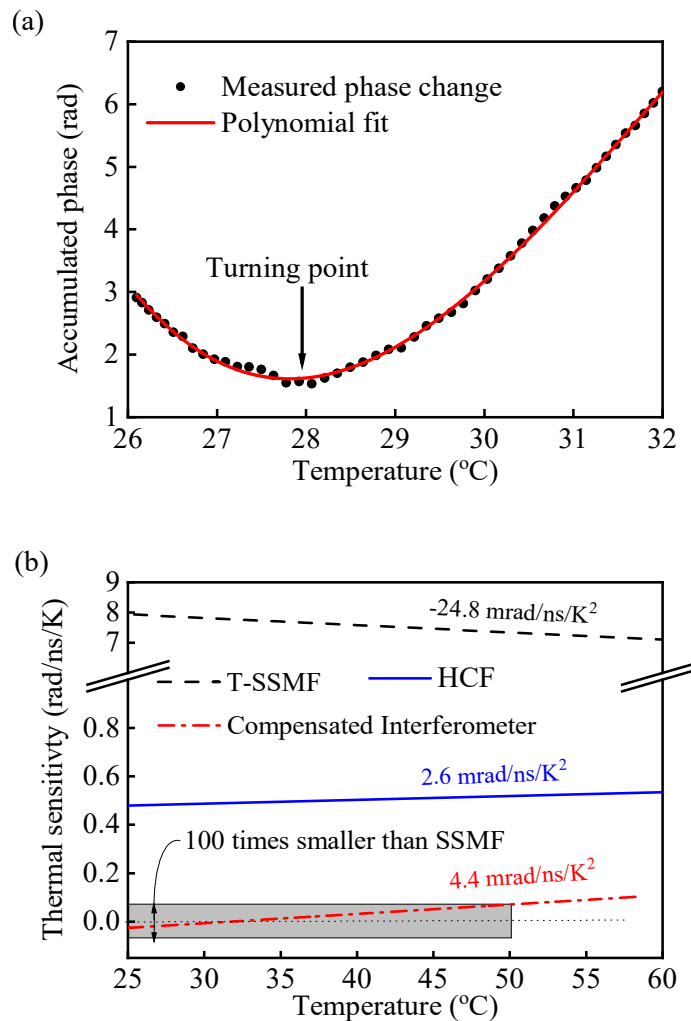 (a)
7
6
5
4
3
2
1
Accumulated phase (rad)
Measured phase change
Polynomial fit
Turning point
26 27 28 29 30 31 32
Temperature (ºC)
(b)
9
8
7
0.8
0.6
0.4
0.2
0.0
Thermal sensitivty (rad/ns/K)
-24.8 mrad/ns/K²
T-SSMF HCF
Compensated Interferometer
2.6 mrad/ns/K²
100 times smaller than SSMF
4.4 mrad/ns/K²
25 30 35 40 45 50 55 60
Temperature (ºC)